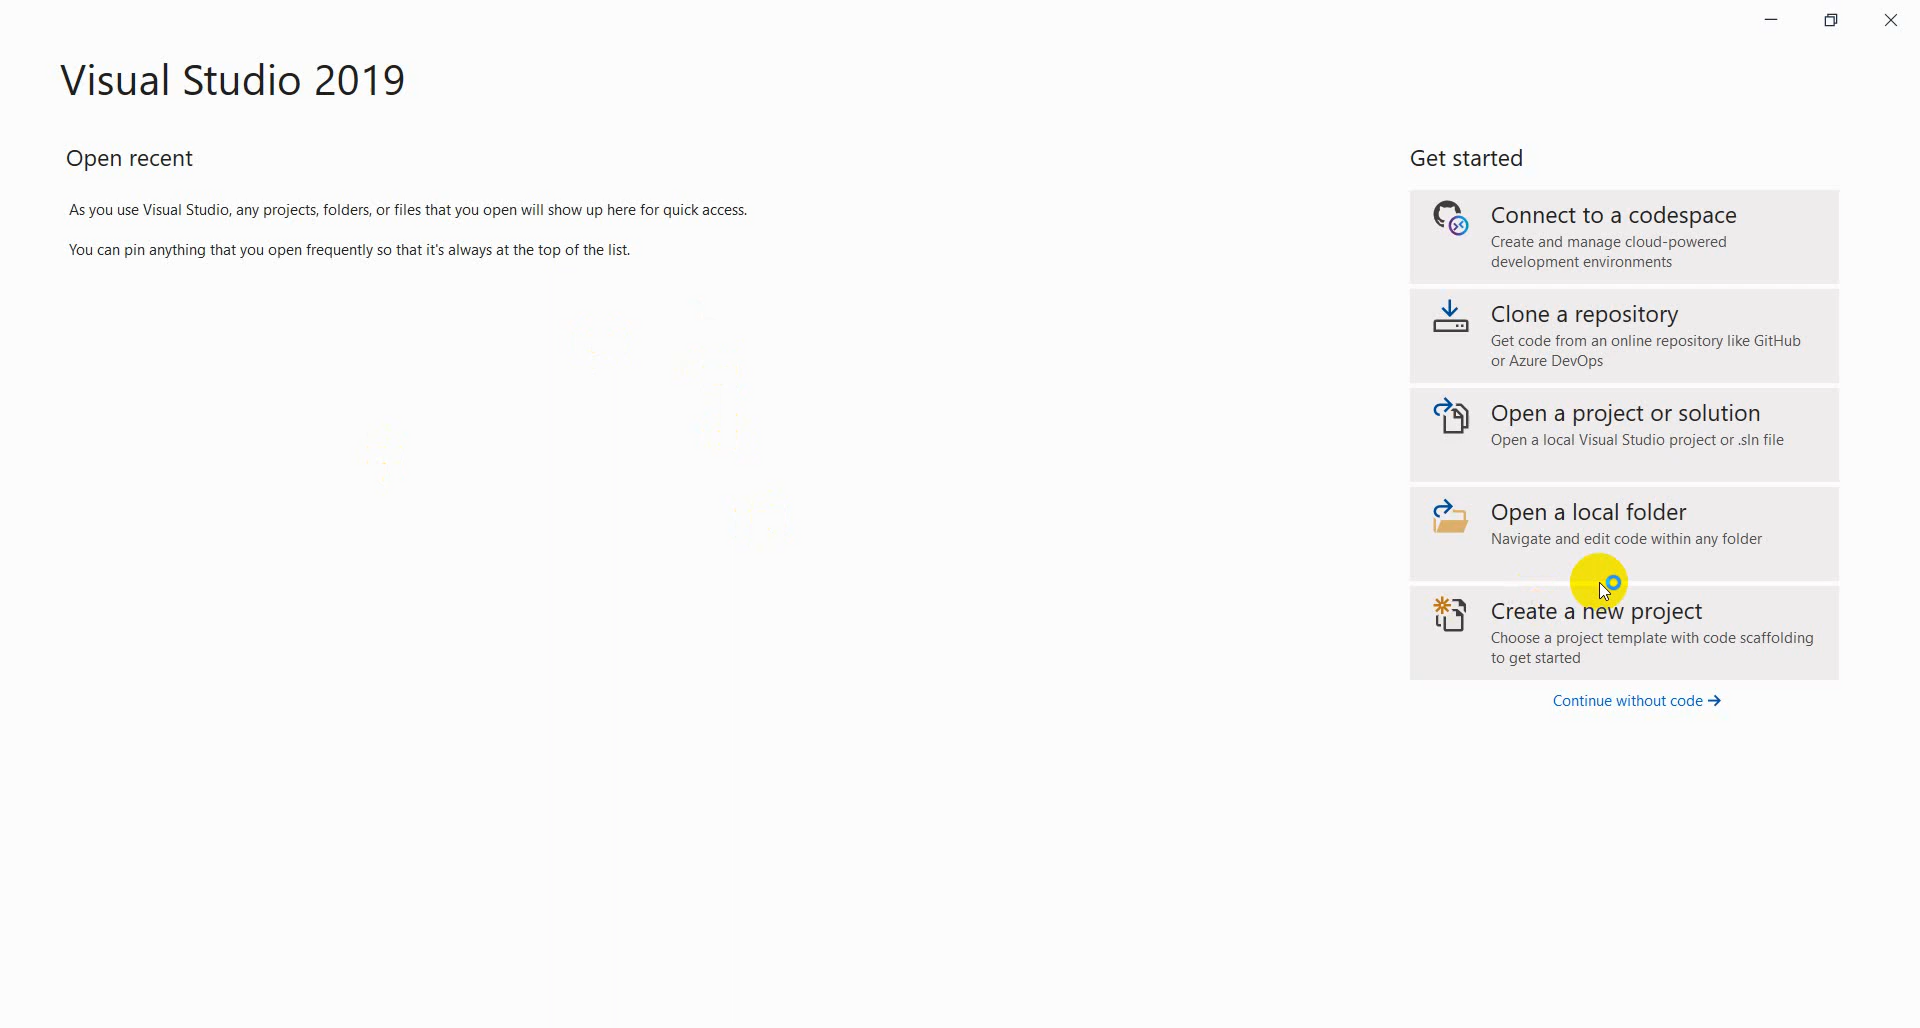 Visual Studio 2019
Open recent
As you use Visual Studio, any projects, folders, or files that you open will show up here for quick access.
You can pin anything that you open frequently so that it's always at the top of the list.
Get started
Connect to a codespace
Create and manage cloud-powered
development environments
Clone a repository
Get code from an online repository like GitHub
or Azure DevOps
Open a project or solution
Open a local Visual Studio project or .sln file
Open a local folder
Navigate and edit code within any folder
Create a new project
Choose a project template with code scaffolding
to get started
Continue without code